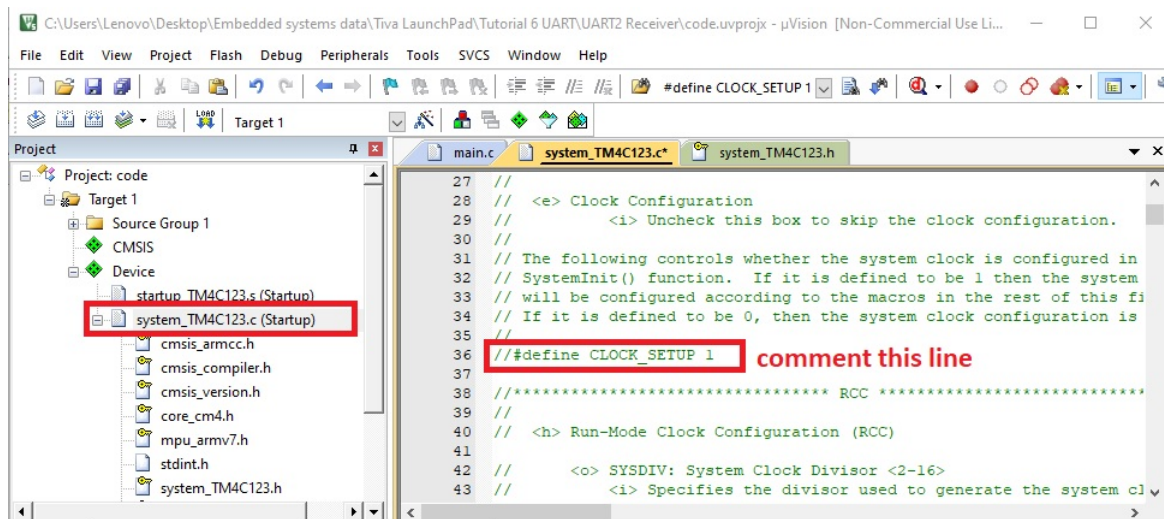 C:\Users\Lenovo\Desktop\Embedded systems data\Tiva LaunchPad\Tutorial 6 UART\UART2 Receiver\code.uvprojx - µVision [Non-Commercial Use Li...
File Edit View Project Flash Debug Peripherals Tools SVCS Window Help
#define CLOCK_SETUP 1
LOAD Target 1
Project
Project: code
Target 1
Source Group 1
CMSIS
Device
startup_TM4C123.s (Startup)
system_TM4C123.c (Startup)
cmsis_armcc.h
cmsis_compiler.h
cmsis_version.h
core_cm4.h
mpu_armv7.h
stdint.h
system_TM4C123.h
main.c system_TM4C123.c* system_TM4C123.h
27 //
28 // <e> Clock Configuration
29 // <i> Uncheck this box to skip the clock configuration.
30 //
31 // The following controls whether the system clock is configured in
32 // SystemInit() function. If it is defined to be 1 then the system
33 // will be configured according to the macros in the rest of this fi
34 // If it is defined to be 0, then the system clock configuration is
35 //
36 //#define CLOCK_SETUP 1 comment this line
37
38 //********************************* RCC ****************************
39 //
40 // <h> Run-Mode Clock Configuration (RCC)
41
42 // <o> SYSDIV: System Clock Divisor <2-16>
43 // <i> Specifies the divisor used to generate the system cl